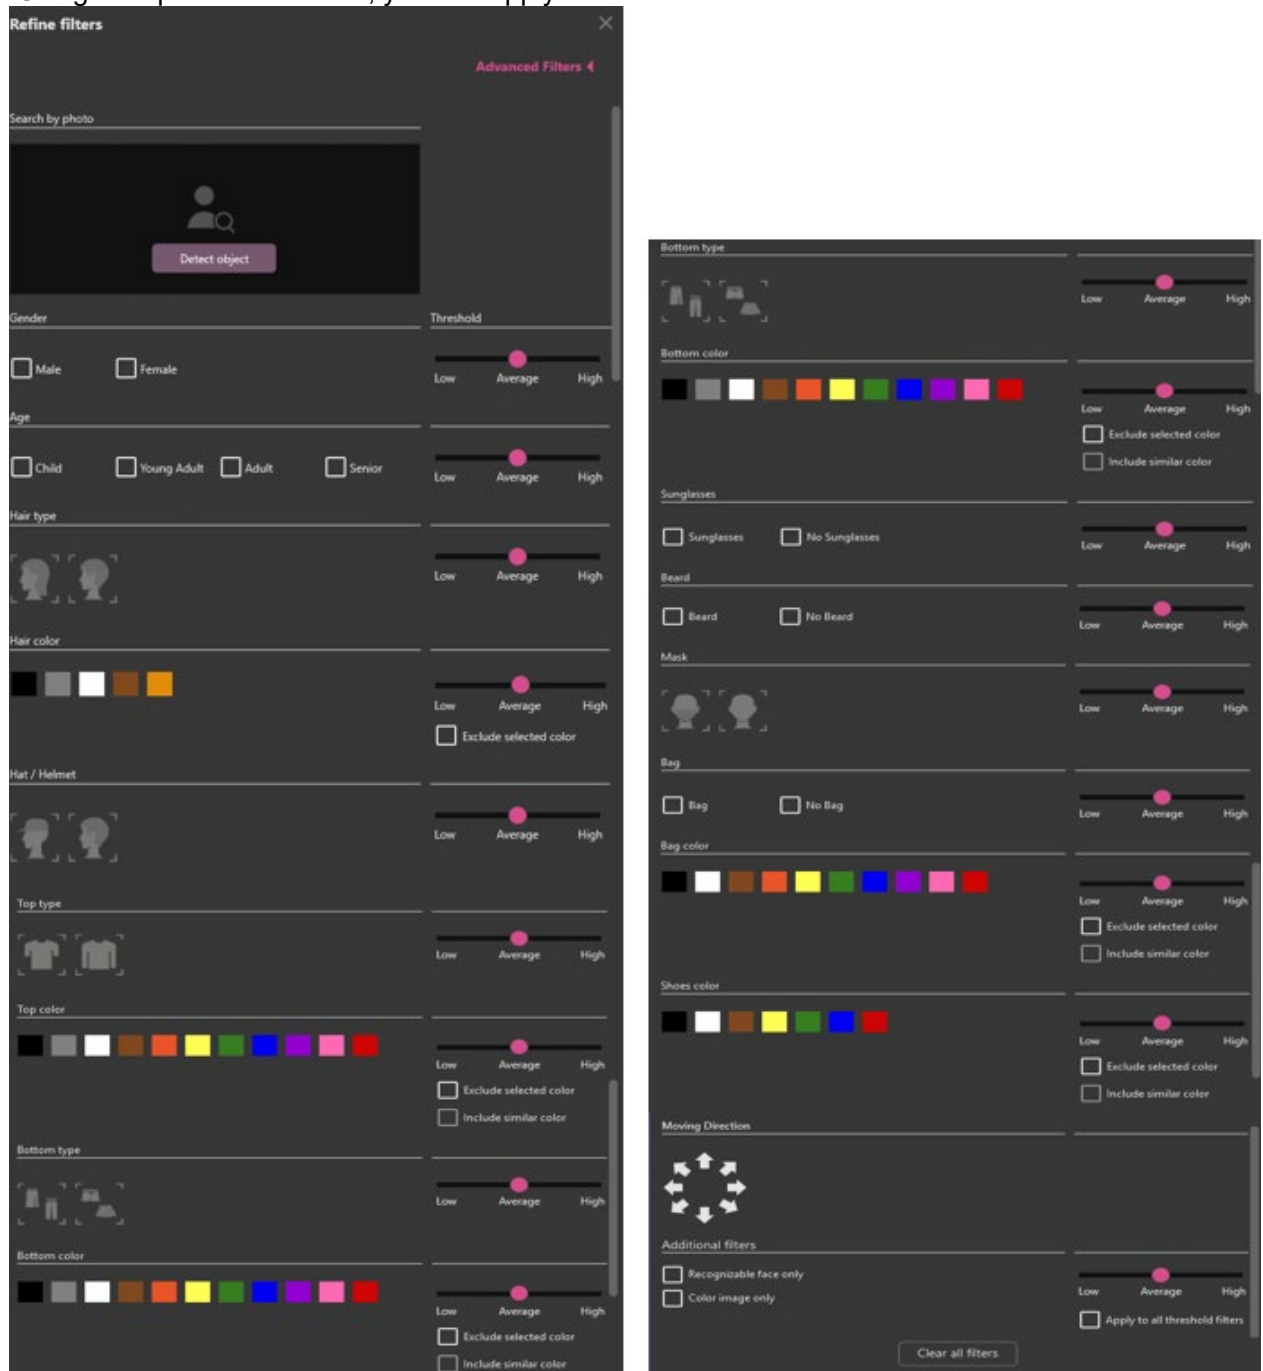 Refine filters
Advanced Filters
Search by photo
Detect object
Gender Threshold
Male Female
Low Average High
Age
Child Young Adult Adult Senior
Low Average High
Hair type
Low Average High
Hair color
Low Average High
Exclude selected color
Hat / Helmet
Low Average High
Top type
Low Average High
Top color
Low Average High
Exclude selected color
Include similar color
Bottom type
Low Average High
Bottom color
Low Average High
Exclude selected color
Include similar color
Bottom type
Low Average High
Bottom color
Low Average High
Exclude selected color
Include similar color
Sunglasses
Sunglasses No Sunglasses
Low Average High
Beard
Beard No Beard
Low Average High
Mask
Low Average High
Bag
Bag No Bag
Low Average High
Bag color
Low Average High
Exclude selected color
Include similar color
Shoes color
Low Average High
Exclude selected color
Include similar color
Moving Direction
Additional filters
Recognizable face only
Color image only
Low Average High
Apply to all threshold filters
Clear all filters